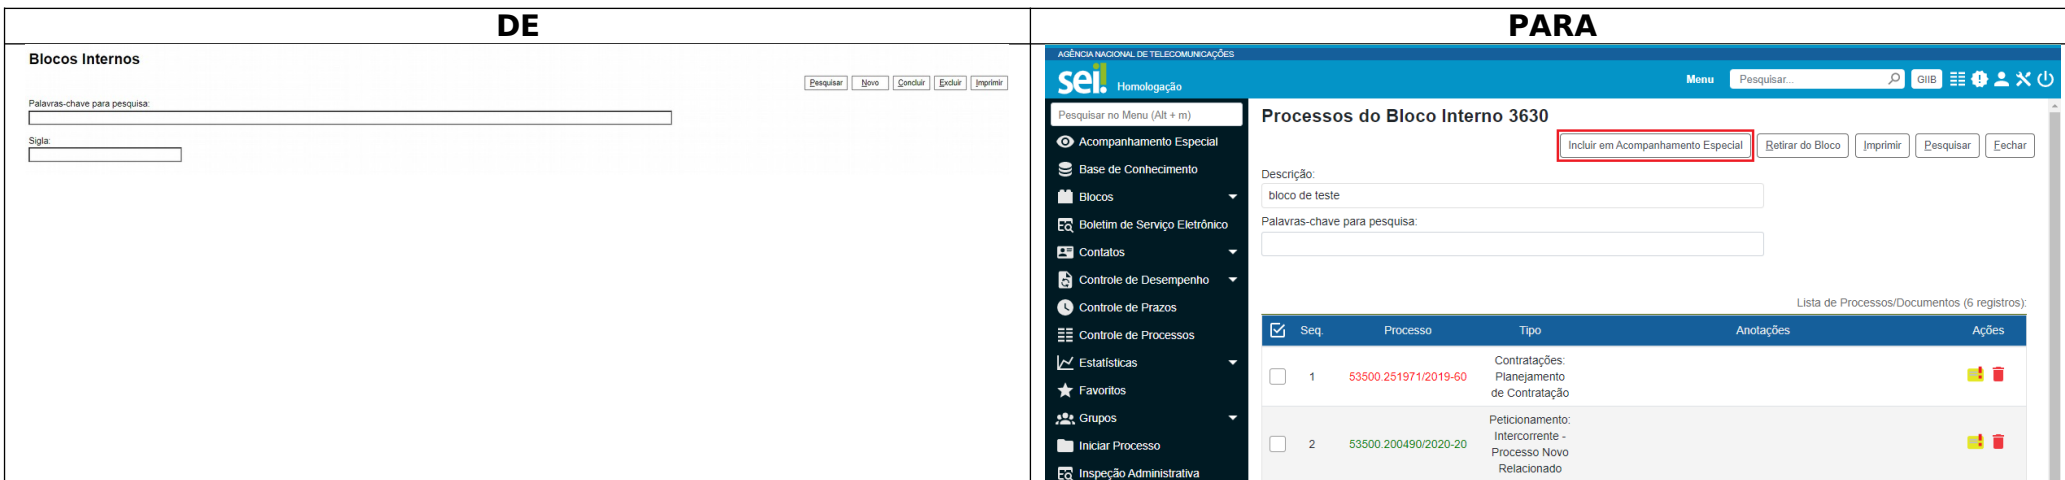 DE
PARA
Blocos Internos
Pesquisar Novo Concluir Excluir Imprimir
Palavras-chave para pesquisa:
Sigla:
AGÊNCIA NACIONAL DE TELECOMUNICAÇÕES
sei! Homologação
Menu Pesquisar... GIIB
Pesquisar no Menu (Alt + m)
Acompanhamento Especial
Base de Conhecimento
Blocos
Boletim de Serviço Eletrônico
Contatos
Controle de Desempenho
Controle de Prazos
Controle de Processos
Estatísticas
Favoritos
Grupos
Iniciar Processo
Inspeção Administrativa
Processos do Bloco Interno 3630
Incluir em Acompanhamento Especial Retirar do Bloco Imprimir Pesquisar Fechar
Descrição:
bloco de teste
Palavras-chave para pesquisa:
Lista de Processos/Documentos (6 registros):
Seq. Processo Tipo Anotações Ações
1 53500.251971/2019-60 Contratações:
Planejamento
de Contratação
2 53500.200490/2020-20 Peticionamento:
Intercorrente -
Processo Novo
Relacionado